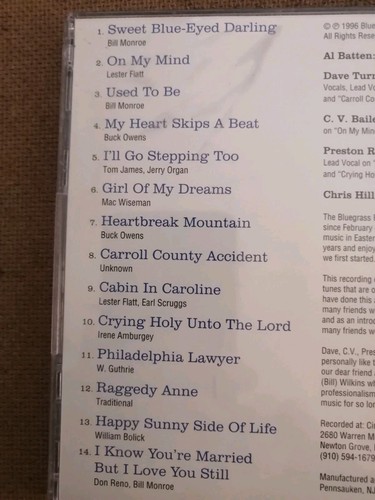 1. Sweet Blue-Eyed Darling
Bill Monroe
2. On My Mind
Lester Flatt
3. Used To Be
Bill Monroe
4. My Heart Skips A Beat
Buck Owens
5. I'll Go Stepping Too
Tom James, Jerry Organ
6. Girl Of My Dreams
Mac Wiseman
7. Heartbreak Mountain
Buck Owens
8. Carroll County Accident
Unknown
9. Cabin In Caroline
Lester Flatt, Earl Scruggs
10. Crying Holy Unto The Lord
Irene Amburgey
11. Philadelphia Lawyer
W. Guthrie
12. Raggedy Anne
Traditional
13. Happy Sunny Side Of Life
William Bolick
14. I Know You're Married
But I Love You Still
Don Reno, Bill Monroe
© ℗ 1996 Blue
All Rights Rese
Al Batten:
Dave Turn
Vocals, Lead Vo
and "Carroll Co
C. V. Baile
on "On My Min
Preston R
Lead Vocal on "
and "Crying Ho
Chris Hill
The Bluegrass
since February
music in Easter
years and enjoy
we first started.
This recording
tunes that are o
have done this
many friends w
and as an introd
many friends w
Dave, C.V., Pres
personally like t
our dear friend
(Bill) Wilkins wh
professionalism
music for so lon
Recorded at: Cin
2680 Warren M
Newton Grove,
(910) 594-1679
Manufactured a
Pennsauken, NJ